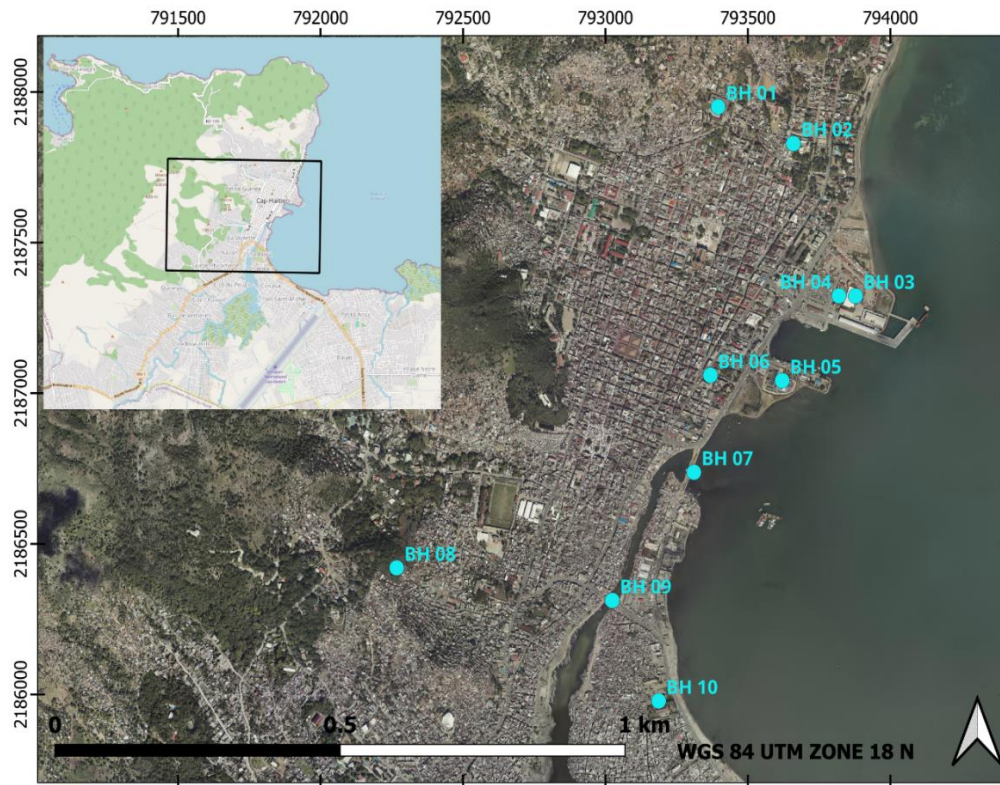 791500 792000 792500 793000 793500 794000
2188000
2187500
2187000
2186500
2186000
Cap-Haïtien
BH 01
BH 02
BH 04 BH 03
BH 06 BH 05
BH 07
BH 08
BH 09
BH 10
0 0.5 1 km
WGS 84 UTM ZONE 18 N